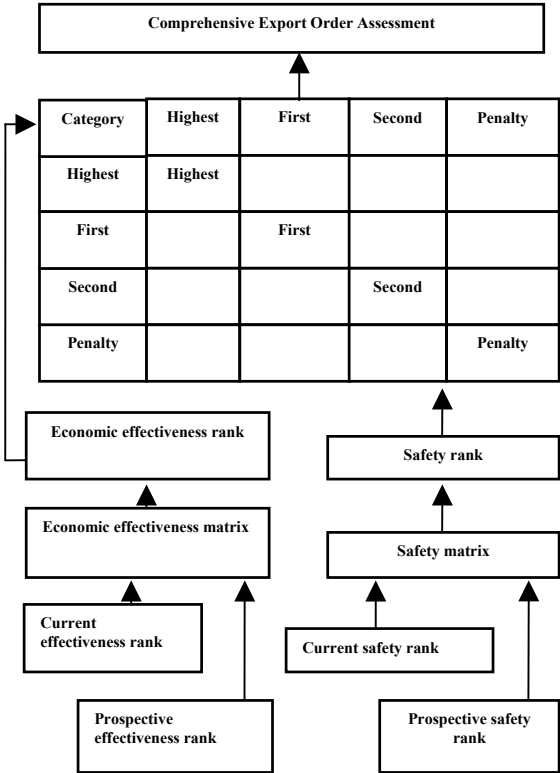 Comprehensive Export Order Assessment
Category Highest First Second Penalty
Highest Highest
First First
Second Second
Penalty Penalty
Economic effectiveness rank
Safety rank
Economic effectiveness matrix
Safety matrix
Current
effectiveness rank
Current safety rank
Prospective
effectiveness rank
Prospective safety
rank